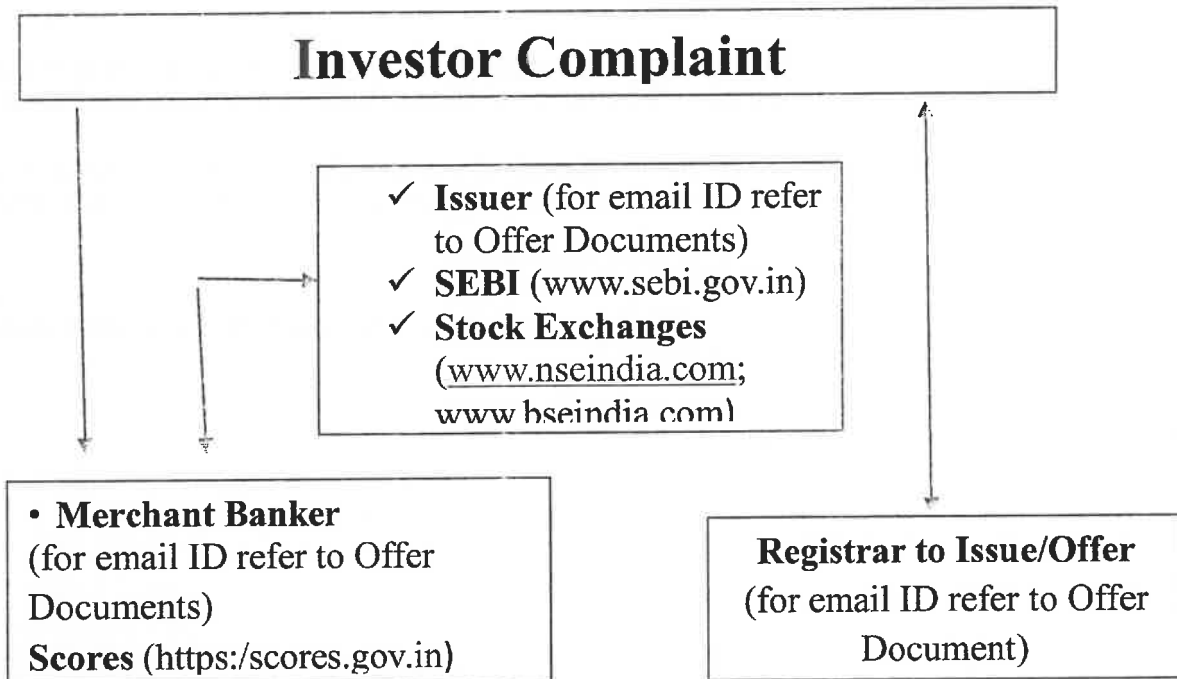 Investor Complaint
✓ Issuer (for email ID refer
to Offer Documents)
✓ SEBI (www.sebi.gov.in)
✓ Stock Exchanges
(www.nseindia.com;
www.bseindia.com)
• Merchant Banker
(for email ID refer to Offer
Documents)
Scores (https:/scores.gov.in)
Registrar to Issue/Offer
(for email ID refer to Offer
Document)